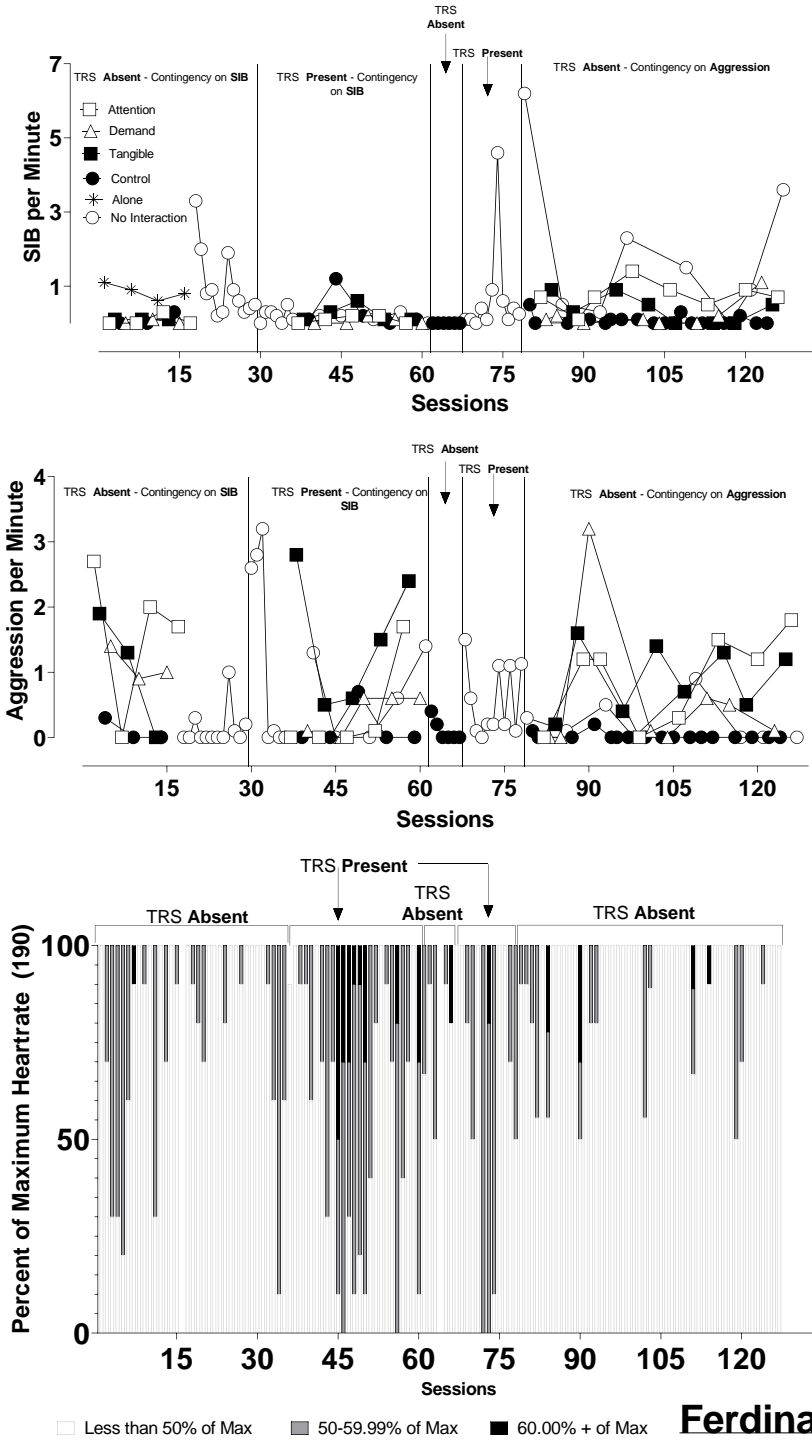 TRS
Absent
TRS Present
TRS Absent - Contingency on SIB
TRS Present - Contingency
on SIB
TRS Absent - Contingency on Aggression
Attention
Demand
Tangible
Control
Alone
No Interaction
SIB per Minute
7
5
3
1
15
30
45
60
75
90
105
120
Sessions
TRS Absent
TRS Present
TRS Absent - Contingency on SIB
TRS Present - Contingency on
SIB
TRS Absent - Contingency on Aggression
Aggression per Minute
4
3
2
1
0
15
30
45
60
75
90
105
120
Sessions
TRS Present
TRS
Absent
TRS Absent
TRS Absent
Percent of Maximum Heartrate (190)
100
50
0
15
30
45
60
75
90
105
120
Sessions
Less than 50% of Max
50-59.99% of Max
60.00% + of Max
Ferdina